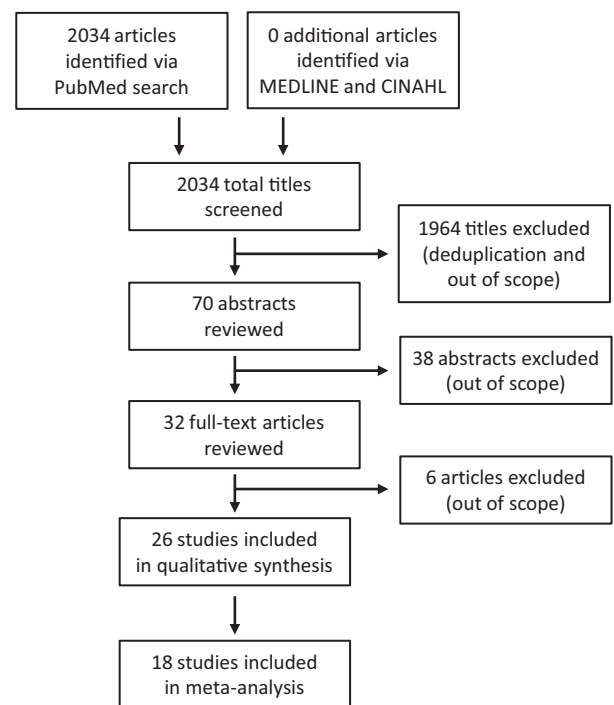 2034 articles
identified via
PubMed search
0 additional articles
identified via
MEDLINE and CINAHL
2034 total titles
screened
1964 titles excluded
(deduplication and
out of scope)
70 abstracts
reviewed
38 abstracts excluded
(out of scope)
32 full-text articles
reviewed
6 articles excluded
(out of scope)
26 studies included
in qualitative synthesis
18 studies included
in meta-analysis